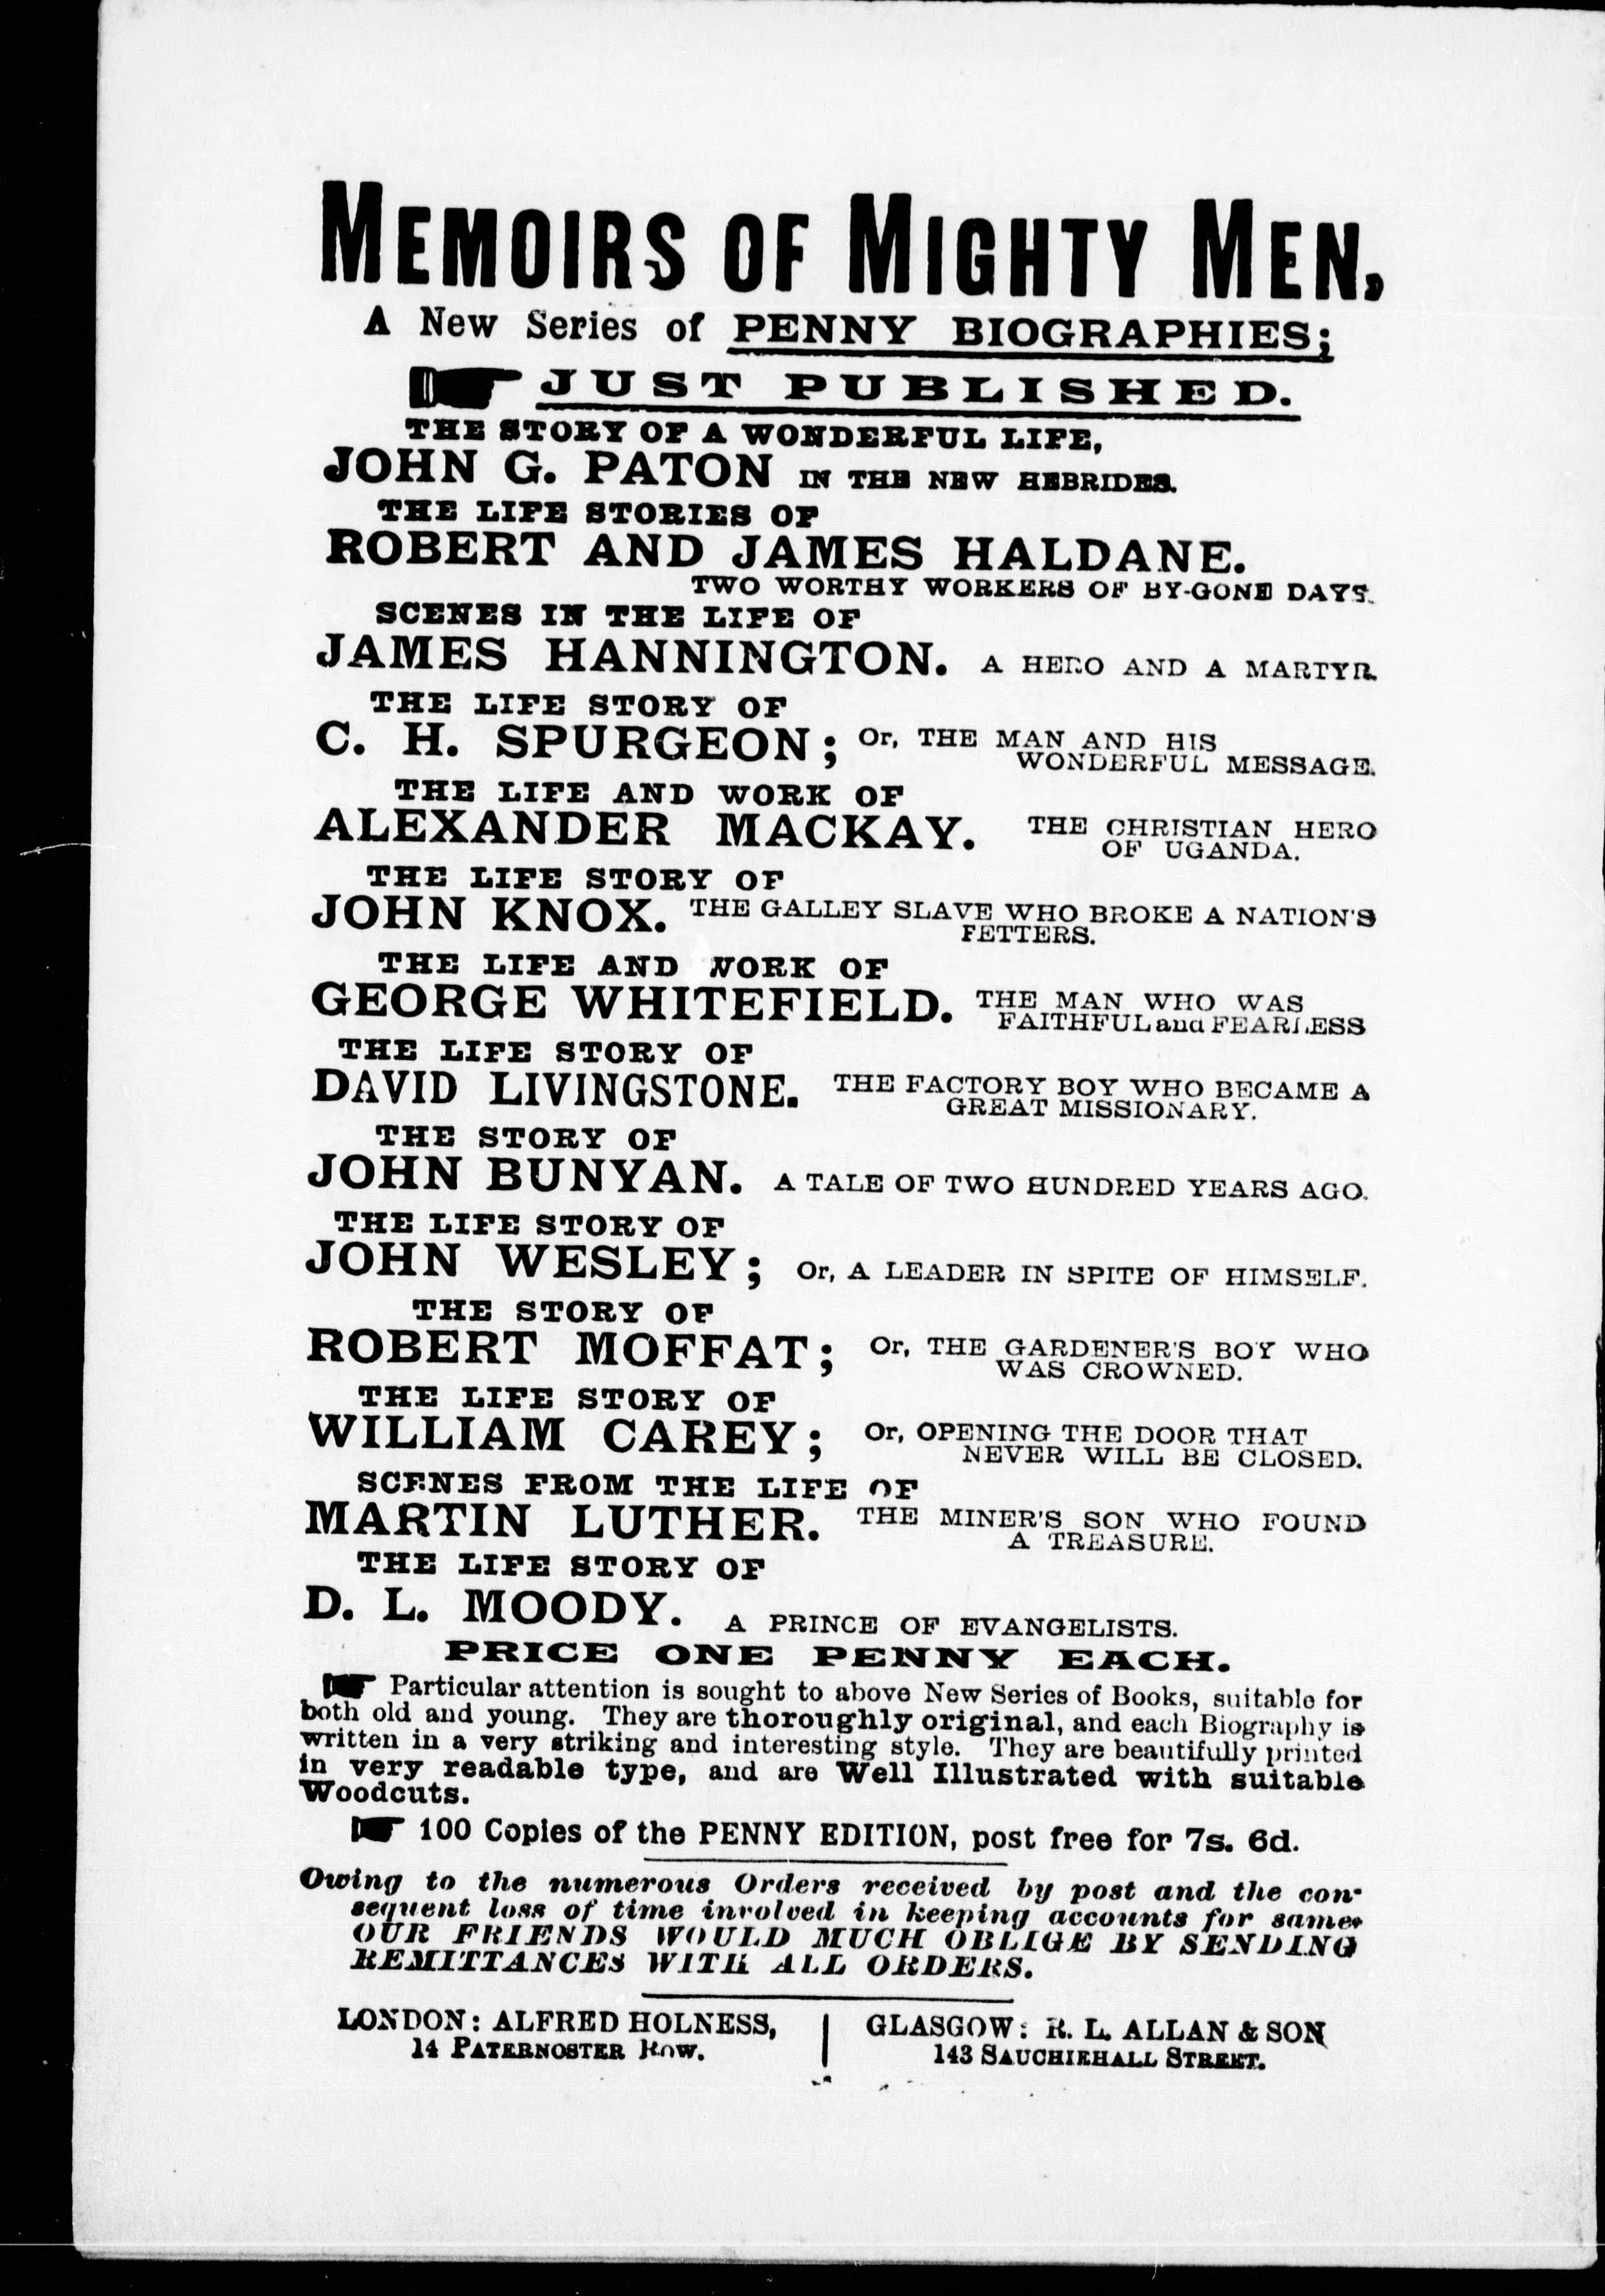 MEMOIRS OF MIGHTY MEN,
A New Series of PENNY BIOGRAPHIES;
JUST PUBLISHED.
THE STORY OF A WONDERFUL LIFE,
JOHN G. PATON IN THE NEW HEBRIDES.
THE LIFE STORIES OF
ROBERT AND JAMES HALDANE.
TWO WORTHY WORKERS OF BY-GONE DAYS.
SCENES IN THE LIFE OF
JAMES HANNINGTON. A HERO AND A MARTYR.
THE LIFE STORY OF
C. H. SPURGEON; Or, THE MAN AND HIS
WONDERFUL MESSAGE.
THE LIFE AND WORK OF
ALEXANDER MACKAY. THE CHRISTIAN HERO
OF UGANDA.
THE LIFE STORY OF
JOHN KNOX. THE GALLEY SLAVE WHO BROKE A NATION'S
FETTERS.
THE LIFE AND WORK OF
GEORGE WHITEFIELD. THE MAN WHO WAS
FAITHFUL and FEARLESS
THE LIFE STORY OF
DAVID LIVINGSTONE. THE FACTORY BOY WHO BECAME A
GREAT MISSIONARY.
THE STORY OF
JOHN BUNYAN. A TALE OF TWO HUNDRED YEARS AGO.
THE LIFE STORY OF
JOHN WESLEY; Or, A LEADER IN SPITE OF HIMSELF.
THE STORY OF
ROBERT MOFFAT; Or, THE GARDENER'S BOY WHO
WAS CROWNED.
THE LIFE STORY OF
WILLIAM CAREY; Or, OPENING THE DOOR THAT
NEVER WILL BE CLOSED.
SCENES FROM THE LIFE OF
MARTIN LUTHER. THE MINER'S SON WHO FOUND
A TREASURE.
THE LIFE STORY OF
D. L. MOODY. A PRINCE OF EVANGELISTS.
PRICE ONE PENNY EACH.
Particular attention is sought to above New Series of Books, suitable for
both old and young. They are thoroughly original, and each Biography is
written in a very striking and interesting style. They are beautifully printed
in very readable type, and are Well Illustrated with suitable
Woodcuts.
100 Copies of the PENNY EDITION, post free for 7s. 6d.
Owing to the numerous Orders received by post and the con-
sequent loss of time involved in keeping accounts for same,
OUR FRIENDS WOULD MUCH OBLIGE BY SENDING
REMITTANCES WITH ALL ORDERS.
LONDON: ALFRED HOLNESS,
14 PATERNOSTER ROW.
GLASGOW: R. L. ALLAN & SON
143 SAUCHIEHALL STREET.